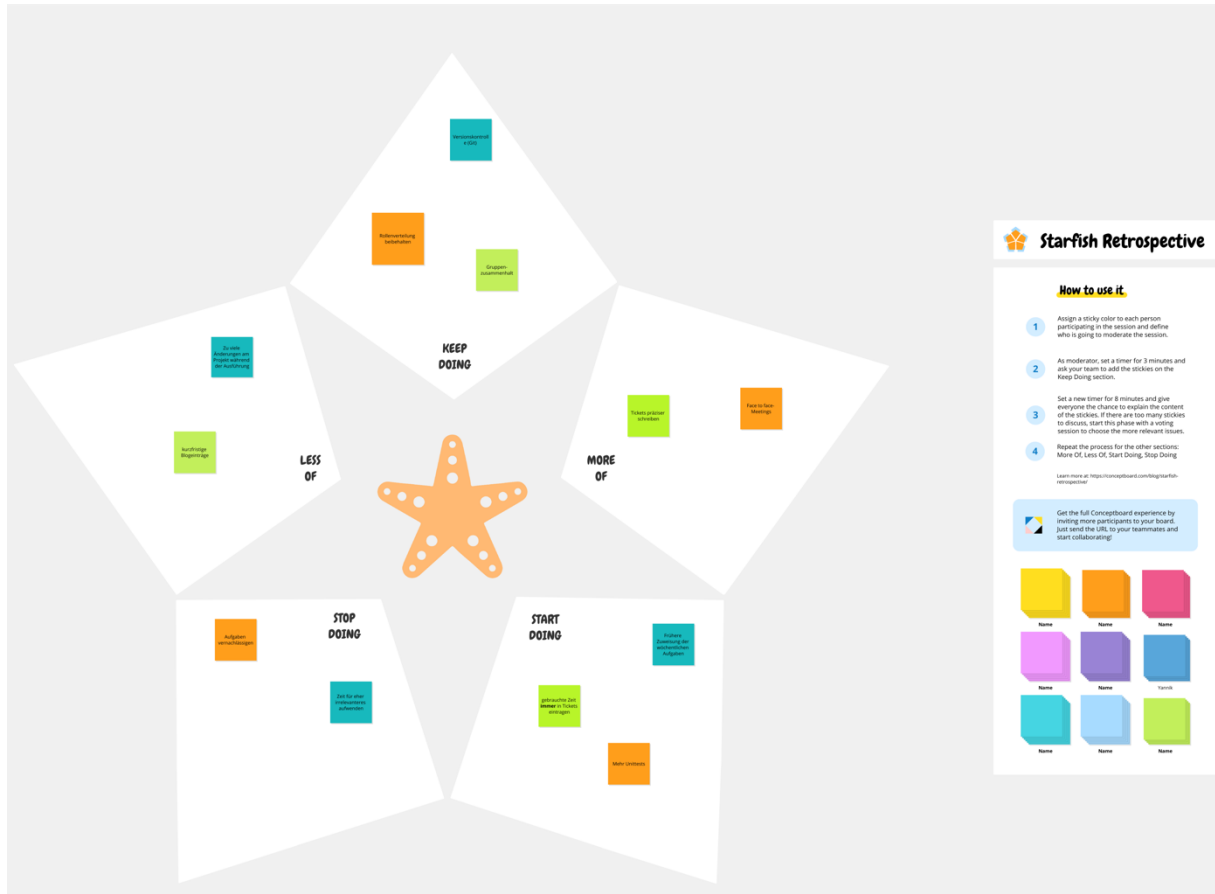 Versionskontroll
e (Git)
Rollenverteilung
beibehalten
Gruppen-
zusammenhalt
KEEP
DOING
Zu viele
Änderungen am
Projekt während
der Ausführung
Blogeinträge
LESS
OF
Tickets präziser
schreiben
Face to face-
Meetings
MORE
OF
STOP
DOING
Aufgaben
vernachlässigen
Zeit für eher
irrelevanteres
aufwenden
START
DOING
Frühere
Zuweisung der
wöchentlichen
Aufgaben
gebrauchte Zeit
immer in Tickets
eintragen
Mehr Unittests
Starfish Retrospective
How to use it
1
Assign a sticky color to each person
participating in the session and define
who is going to moderate the session.
2
As moderator, set a timer for 3 minutes and
ask your team to add the stickies on the
Keep Doing section.
3
Set a new timer for 8 minutes and give
everyone the chance to explain the content
of the stickies. If there are too many stickies
to discuss, start this phase with a voting
session to choose the more relevant issues.
4
Repeat the process for the other sections:
More Of, Less Of, Start Doing, Stop Doing
Learn more at: https://conceptboard.com/blog/starfish-
retrospective/
Get the full Conceptboard experience by
inviting more participants to your board.
Just send the URL to your teammates and
start collaborating!
Name Name Name
Name Name Yannik
Name Name Name